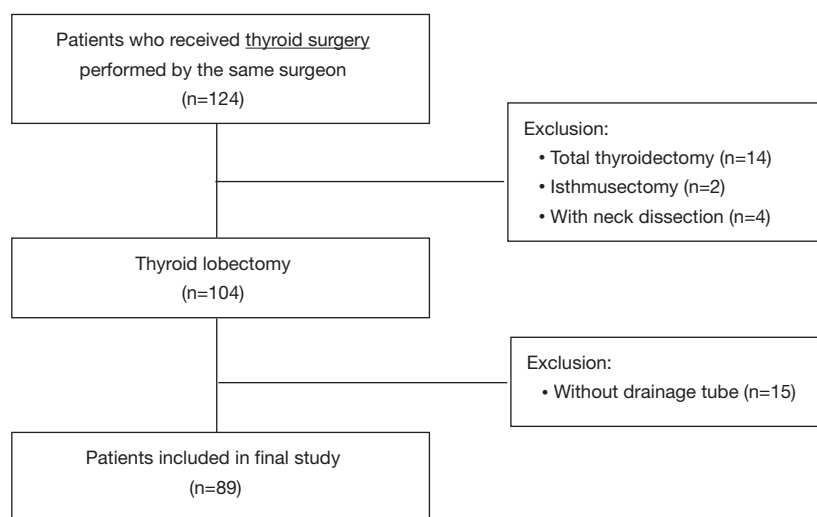 Patients who received thyroid surgery
performed by the same surgeon
(n=124)
Exclusion:
• Total thyroidectomy (n=14)
• Isthmusectomy (n=2)
• With neck dissection (n=4)
Thyroid lobectomy
(n=104)
Exclusion:
• Without drainage tube (n=15)
Patients included in final study
(n=89)